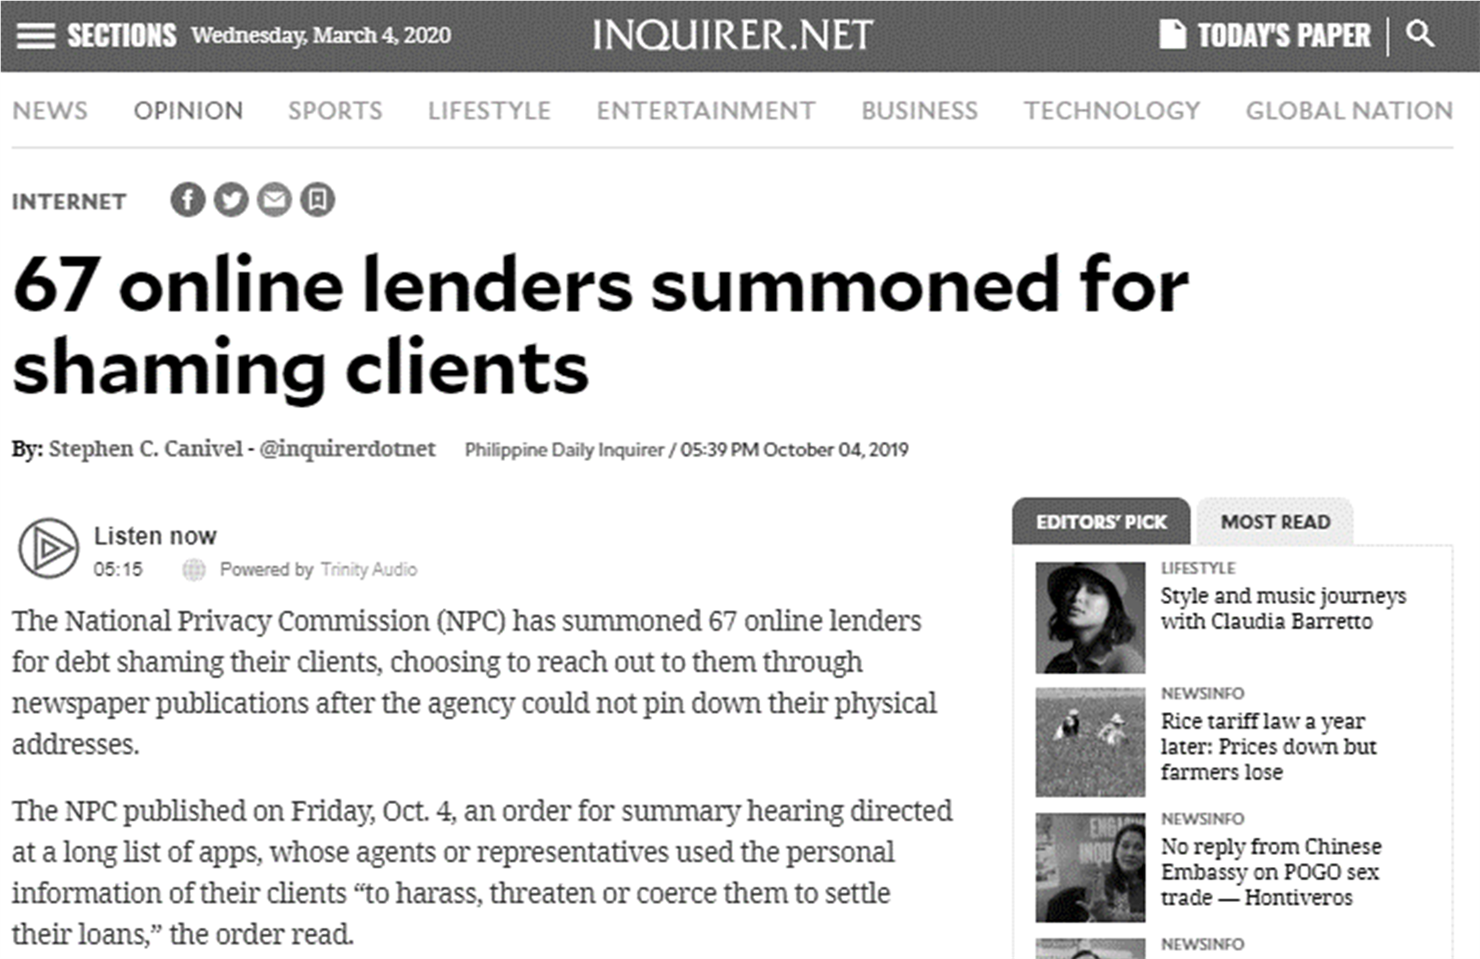 SECTIONS Wednesday, March 4, 2020 INQUIRER.NET TODAY'S PAPER
NEWS OPINION SPORTS LIFESTYLE ENTERTAINMENT BUSINESS TECHNOLOGY GLOBAL NATION
INTERNET
67 online lenders summoned for
shaming clients
By: Stephen C. Canivel - @inquirerdotnet Philippine Daily Inquirer / 05:39 PM October 04, 2019
Listen now
05:15 Powered by Trinity Audio
The National Privacy Commission (NPC) has summoned 67 online lenders
for debt shaming their clients, choosing to reach out to them through
newspaper publications after the agency could not pin down their physical
addresses.
The NPC published on Friday, Oct. 4, an order for summary hearing directed
at a long list of apps, whose agents or representatives used the personal
information of their clients “to harass, threaten or coerce them to settle
their loans,” the order read.
EDITORS' PICK MOST READ
LIFESTYLE
Style and music journeys
with Claudia Barretto
NEWSINFO
Rice tariff law a year
later: Prices down but
farmers lose
NEWSINFO
No reply from Chinese
Embassy on POGO sex
trade — Hontiveros
NEWSINFO